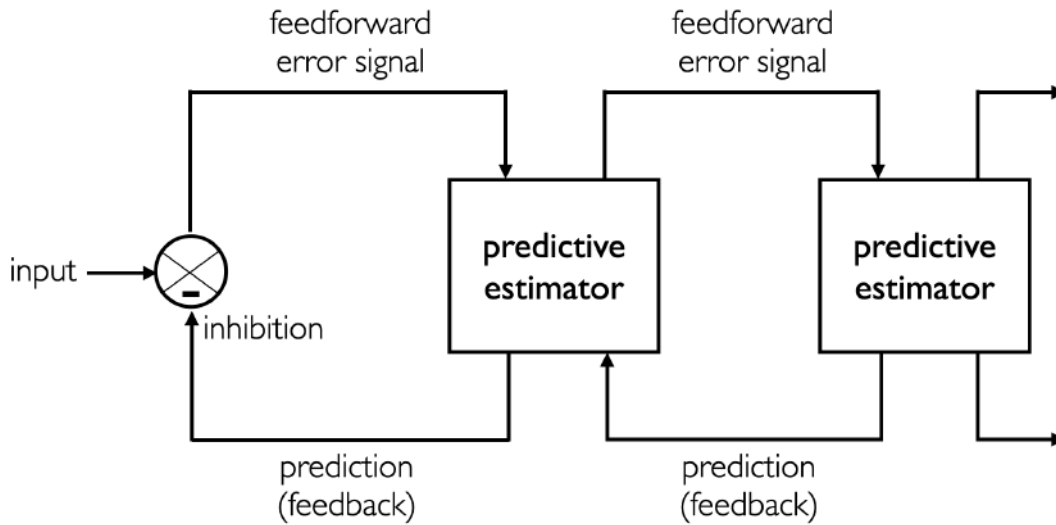 feedforward
error signal
feedforward
error signal
predictive
estimator
predictive
estimator
input
inhibition
prediction
(feedback)
prediction
(feedback)